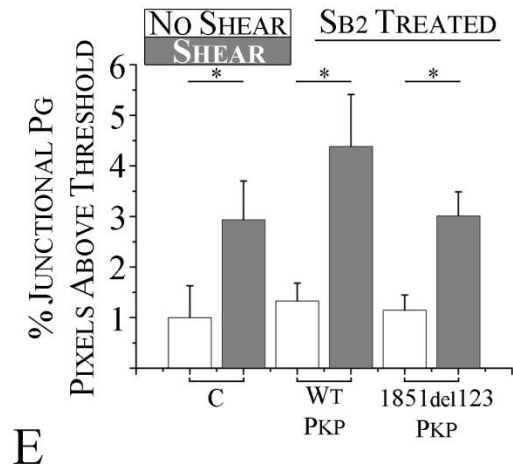 NO SHEAR
SHEAR
SB2 TREATED
% JUNCTIONAL PG
PIXELS ABOVE THRESHOLD
6
5
4
3
2
1
* * *
C
WT
PKP
1851del123
PKP
E